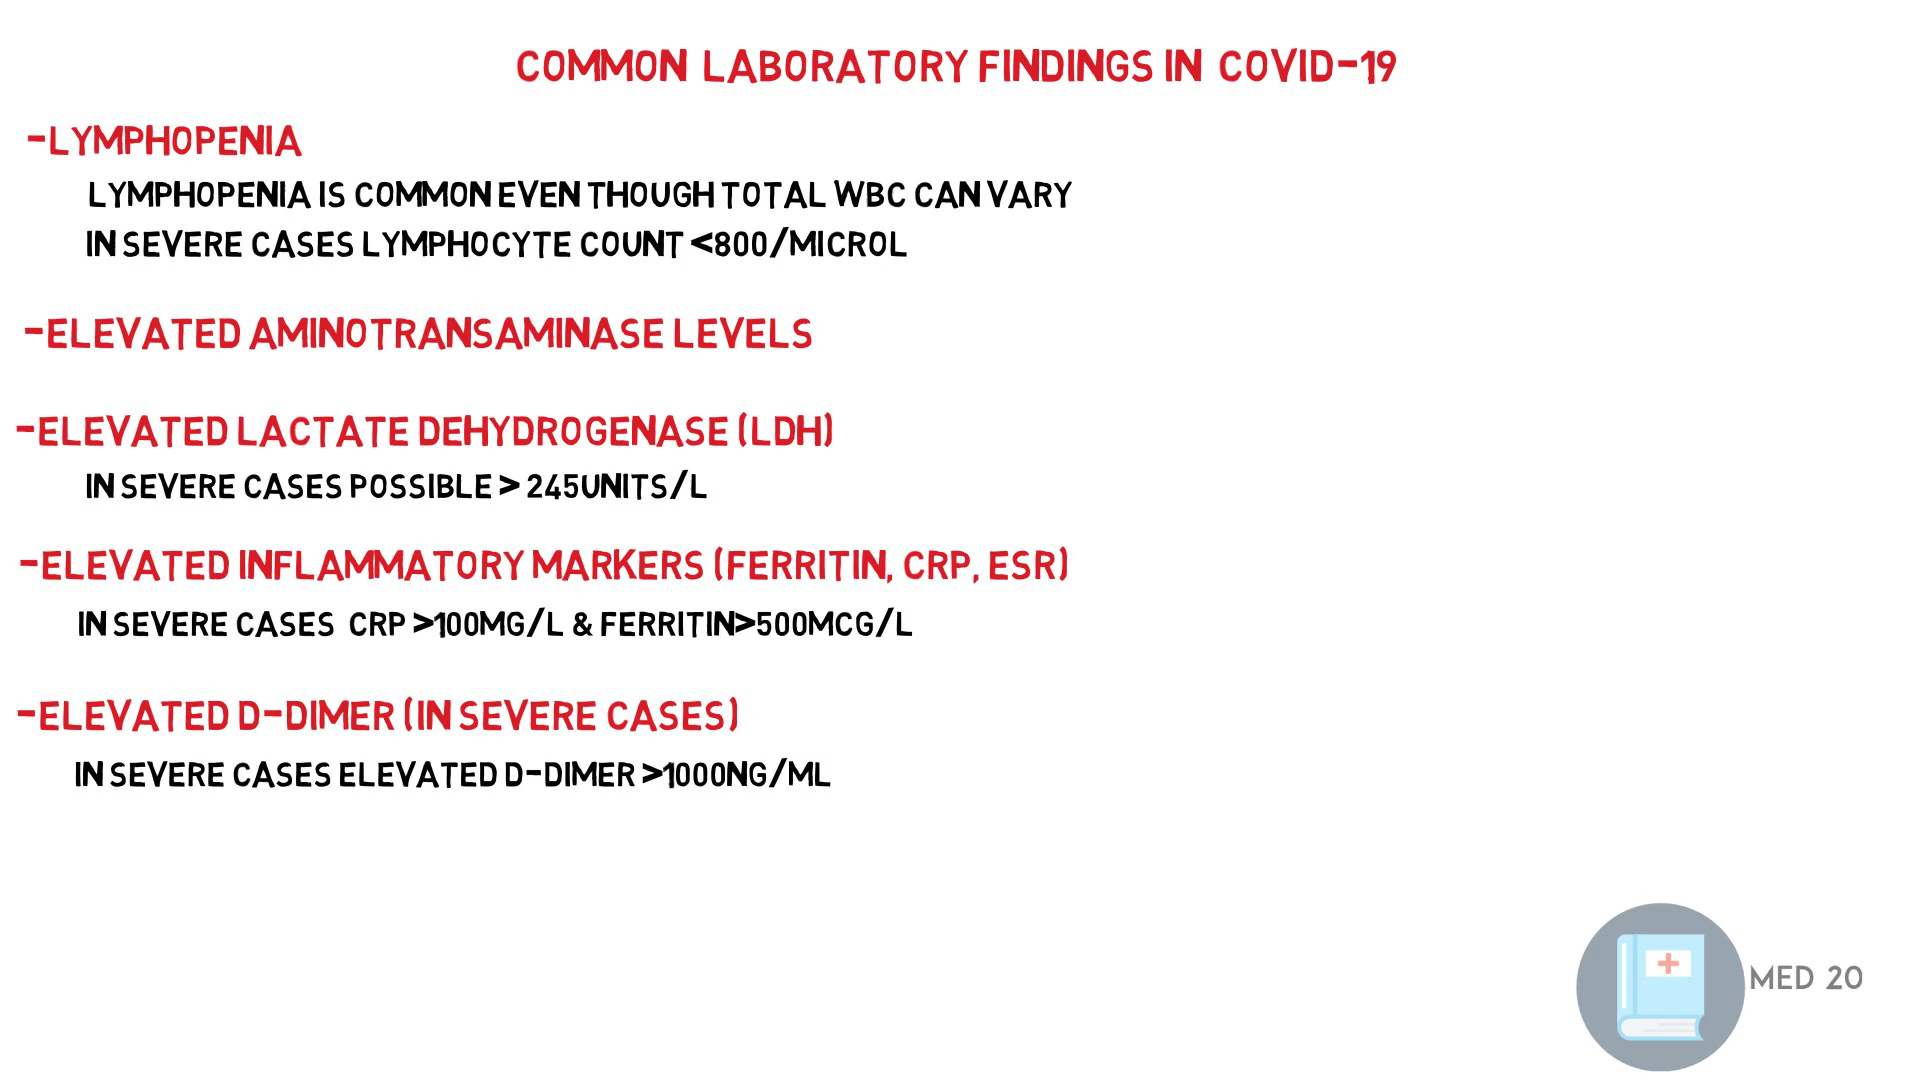 COMMON LABORATORY FINDINGS IN COVID-19
-LYMPHOPENIA
LYMPHOPENIA IS COMMON EVEN THOUGH TOTAL WBC CAN VARY
IN SEVERE CASES LYMPHOCYTE COUNT <800/MICROL
-ELEVATED AMINOTRANSAMINASE LEVELS
-ELEVATED LACTATE DEHYDROGENASE (LDH)
IN SEVERE CASES POSSIBLE > 245UNITS/L
-ELEVATED INFLAMMATORY MARKERS (FERRITIN, CRP, ESR)
IN SEVERE CASES CRP >100MG/L & FERRITIN>500MCG/L
-ELEVATED D-DIMER (IN SEVERE CASES)
IN SEVERE CASES ELEVATED D-DIMER >1000NG/ML
MED 20